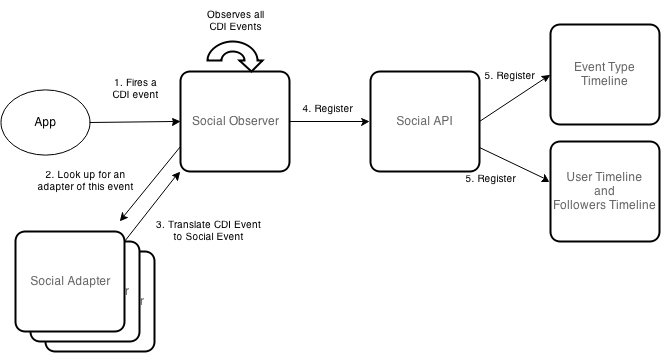 Observes all
CDI Events
1. Fires a
CDI event
App
Social Observer
4. Register
Social API
5. Register
Event Type
Timeline
2. Look up for an
adapter of this event
5. Register
User Timeline
and
Followers Timeline
3. Translate CDI Event
to Social Event
Social Adapter
r
r